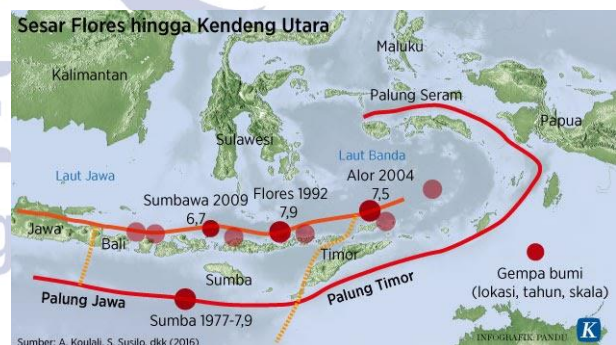 Sesar Flores hingga Kendeng Utara
Maluku
Kalimantan
Palung Seram
Papua
Sulawesi
Laut Jawa
Laut Banda
Alor 2004
7,5
Flores 1992
7,9
Sumbawa 2009
6.7
Jawa
Bali
Timor
Sumba
Palung Jawa
Palung Timor
Gempa bumi
(lokasi, tahun, skala)
Sumba 1977-7,9
Sumber: A. Koulali, S. Susilo, dkk (2016)
INFOGRAFIK PANDU
K